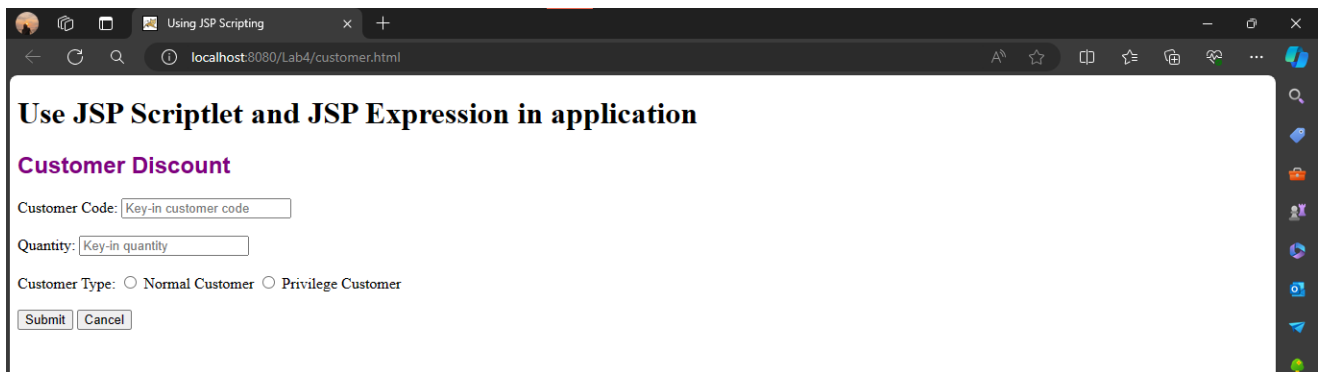 Using JSP Scripting
localhost:8080/Lab4/customer.html
Use JSP Scriptlet and JSP Expression in application
Customer Discount
Customer Code: Key-in customer code
Quantity: Key-in quantity
Customer Type: Normal Customer Privilege Customer
Submit Cancel